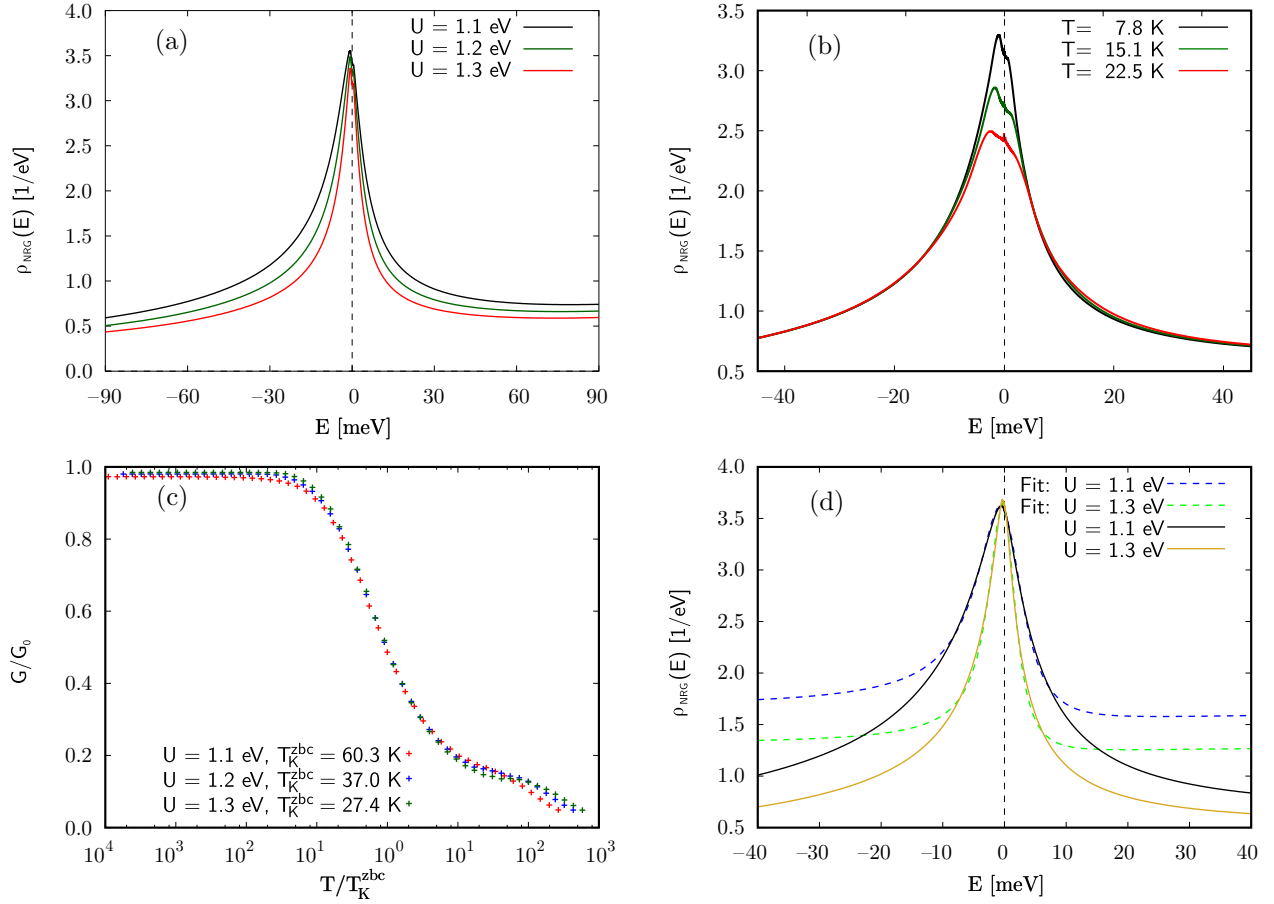 (a)
U = 1.1 eV
U = 1.2 eV
U = 1.3 eV
4.0
3.5
3.0
2.5
2.0
1.5
1.0
0.5
0.0
ρNRG(E) [1/eV]
−90 −60 −30 0 30 60 90
E [meV]
(b)
T= 7.8 K
T= 15.1 K
T= 22.5 K
3.5
3.0
2.5
2.0
1.5
1.0
0.5
ρNRG(E) [1/eV]
−40 −20 0 20 40
E [meV]
(c)
1.0
0.8
0.6
0.4
0.2
0.0
G/G0
U = 1.1 eV, TKzbc = 60.3 K
U = 1.2 eV, TKzbc = 37.0 K
U = 1.3 eV, TKzbc = 27.4 K
10^4 10^3 10^2 10^1 10^0 10^1 10^2 10^3
T/TKzbc
(d)
Fit: U = 1.1 eV
Fit: U = 1.3 eV
U = 1.1 eV
U = 1.3 eV
4.0
3.5
3.0
2.5
2.0
1.5
1.0
0.5
ρNRG(E) [1/eV]
−40 −30 −20 −10 0 10 20 30 40
E [meV]